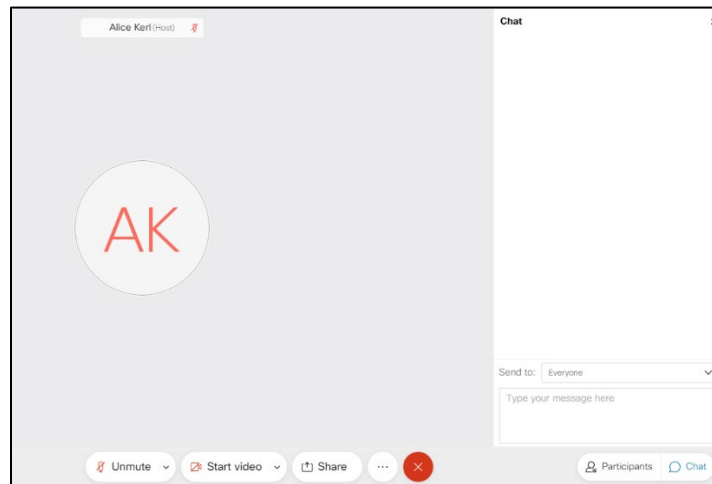 Alice Kerl (Host)
Chat
AK
Send to: Everyone
Type your message here
Unmute Start video Share ... Participants Chat